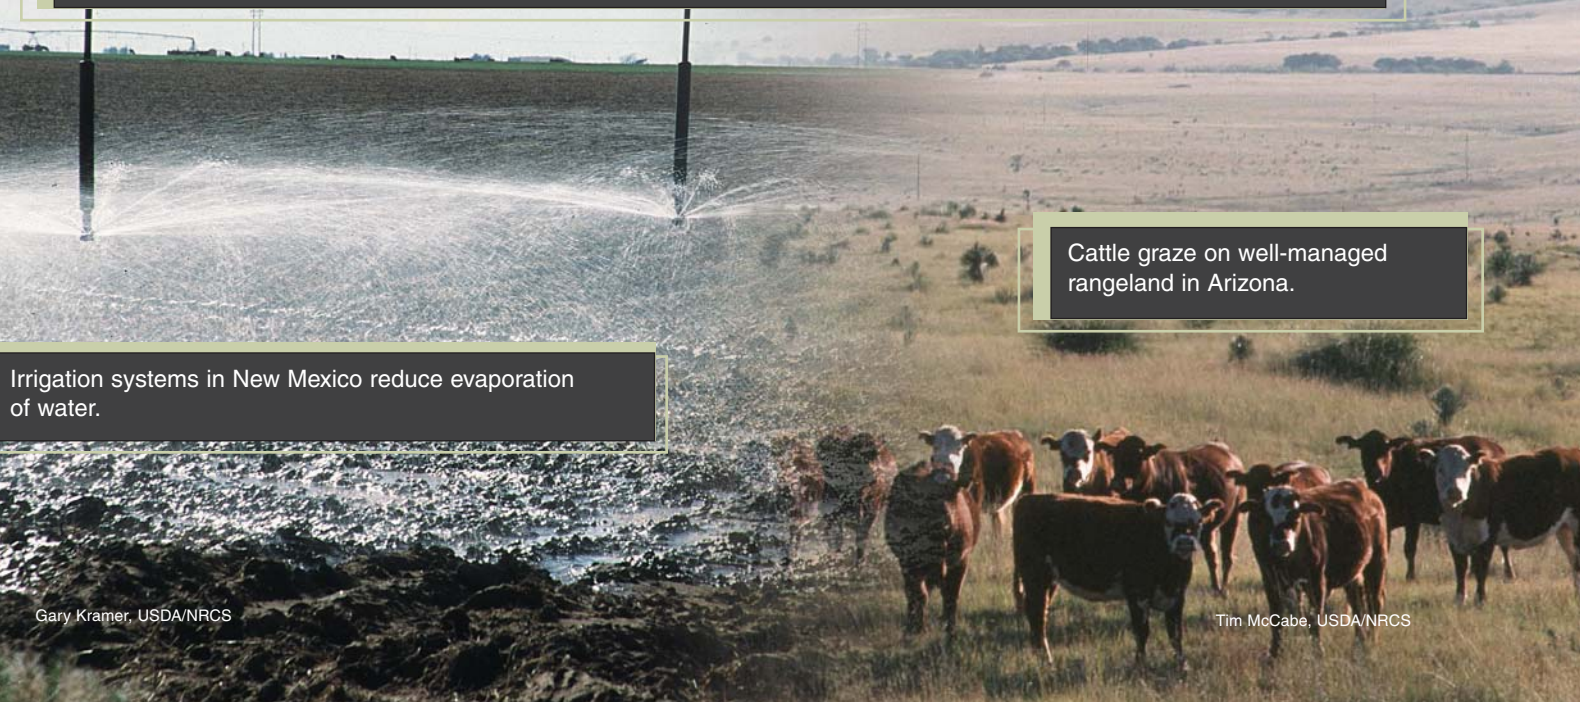 Cattle graze on well-managed
rangeland in Arizona.
Irrigation systems in New Mexico reduce evaporation
of water.
Gary Kramer, USDA/NRCS
Tim McCabe, USDA/NRCS